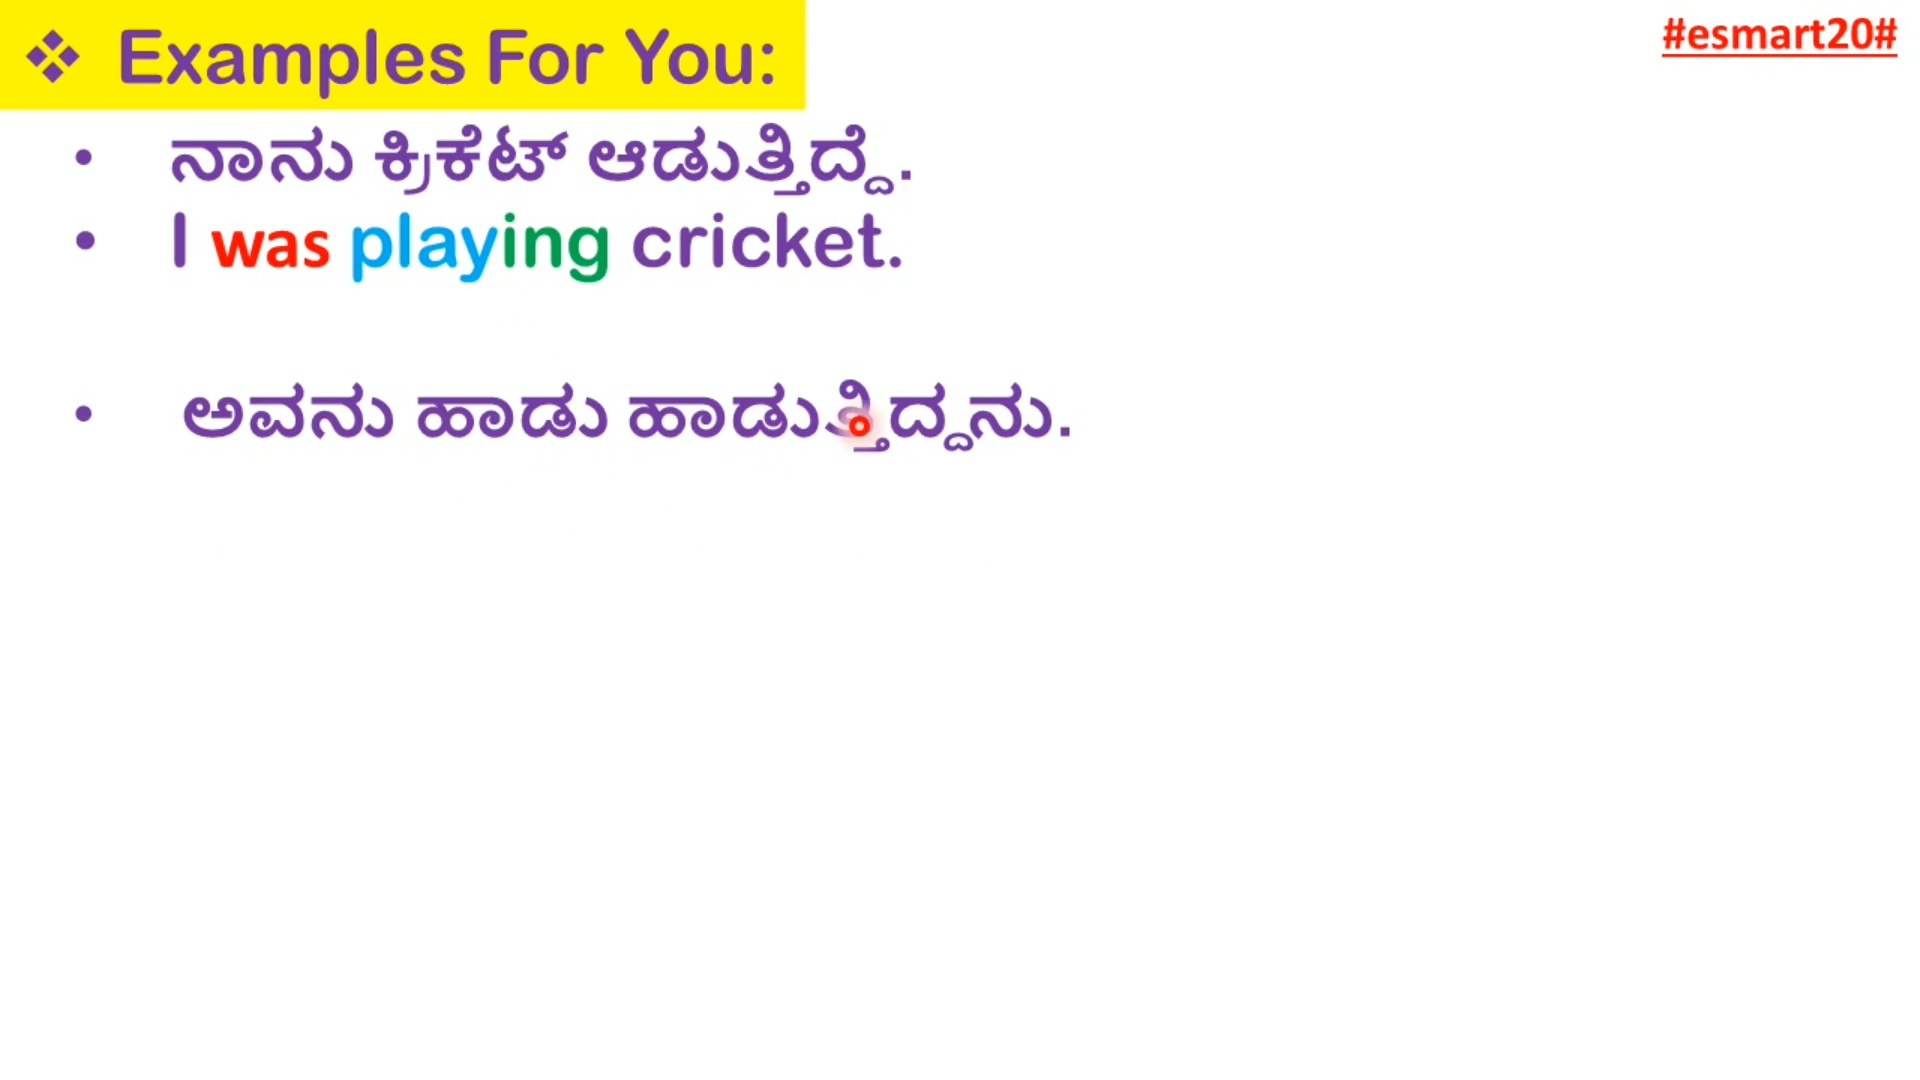 ❖ Examples For You:
#esmart20#
• ನಾನು ಕ್ರಿಕೆಟ್ ಆಡುತ್ತಿದ್ದೆ.
• I was playing cricket.
• ಅವನು ಹಾಡು ಹಾಡುತ್ತಿದ್ದನು.